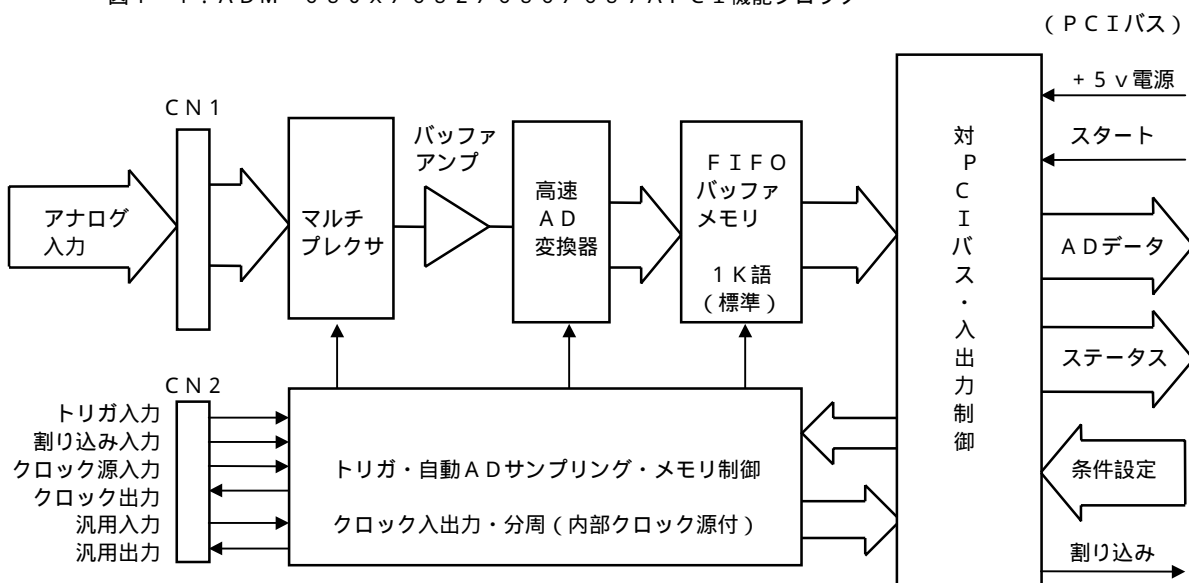 (ＰＣＩバス)
＋５ｖ電源
スタート
ＡＤデータ
ステータス
条件設定
割り込み
ＣＮ１
アナログ
入力
マルチ
プレクサ
バッファ
アンプ
高速
ＡＤ
変換器
ＦＩＦＯ
バッファ
メモリ
１Ｋ語
(標準)
対ＰＣＩバス・入出力制御
ＣＮ２
トリガ入力
割り込み入力
クロック源入力
クロック出力
汎用入力
汎用出力
トリガ・自動ＡＤサンプリング・メモリ制御
クロック入出力・分周(内部クロック源付)